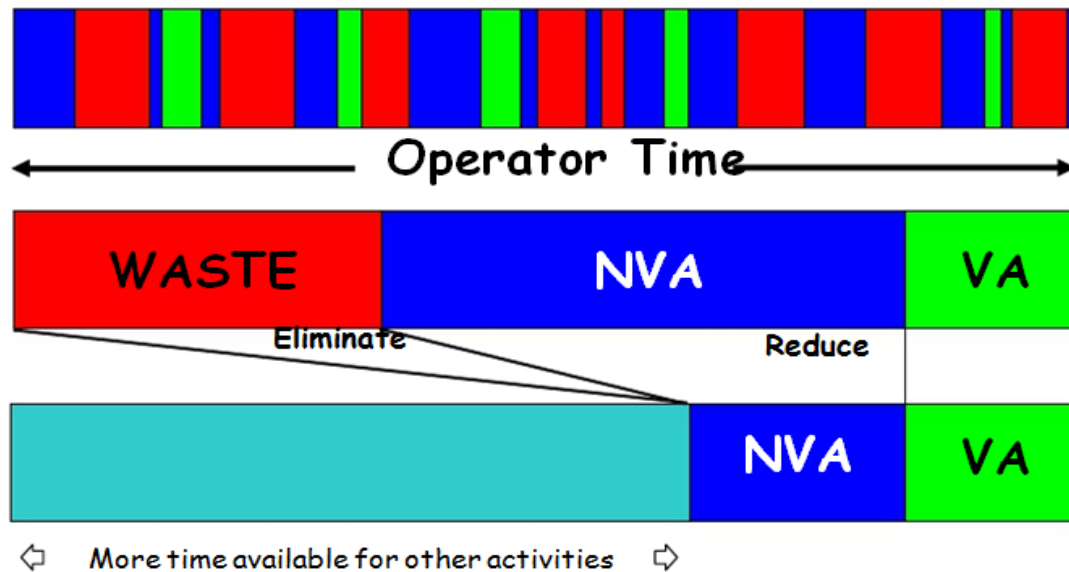 Operator Time
WASTE NVA VA
Eliminate Reduce
NVA VA
More time available for other activities